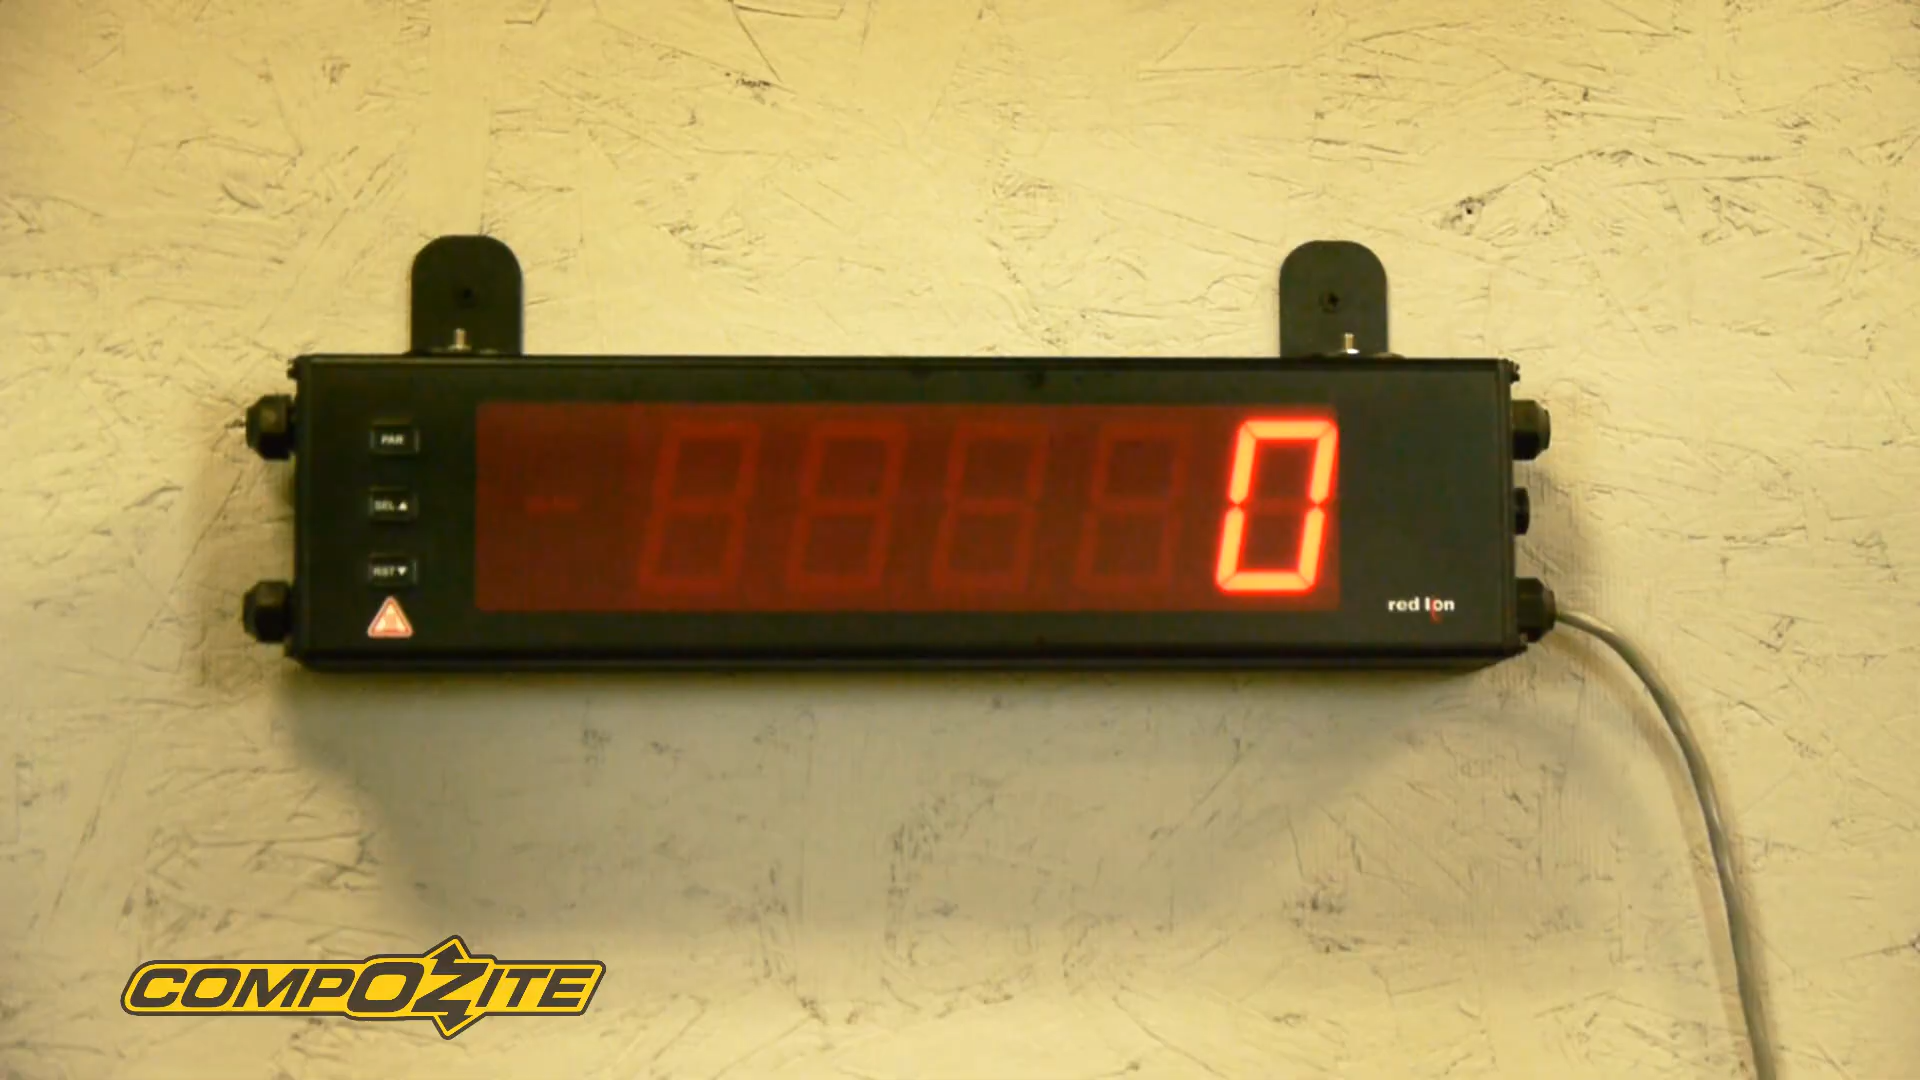 PAR
SEL▲
RST▼
0
red lion
COMPOZITE